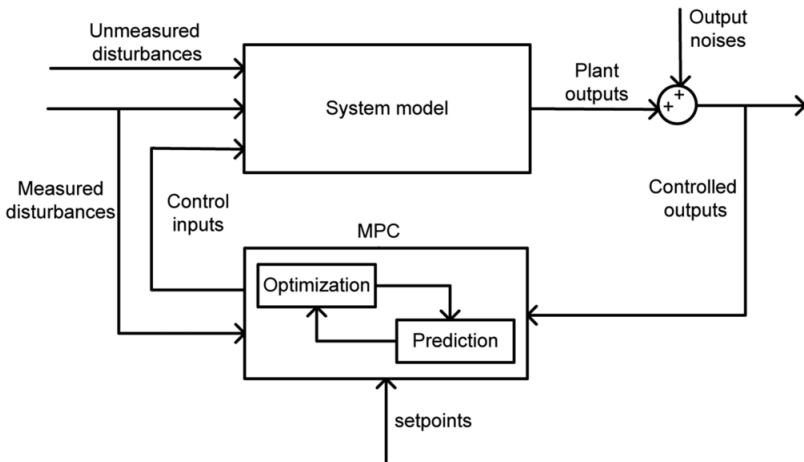 Unmeasured
disturbances
Output
noises
System model
Plant
outputs
+
+
Measured
disturbances
Control
inputs
Controlled
outputs
MPC
Optimization
Prediction
setpoints